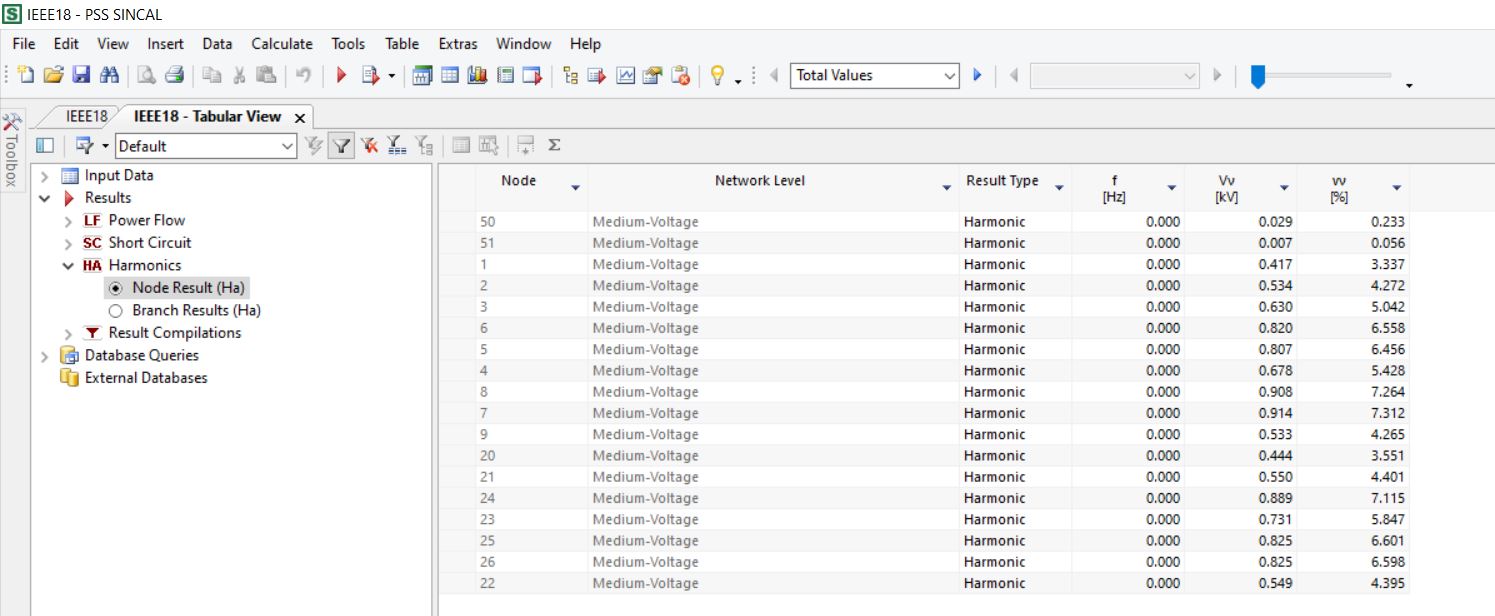 IEEE18 - PSS SINCAL
File Edit View Insert Data Calculate Tools Table Extras Window Help
Total Values
IEEE18 IEEE18 - Tabular View
Toolbox
Default
Input Data
Results
LF Power Flow
SC Short Circuit
HA Harmonics
Node Result (Ha)
Branch Results (Ha)
Result Compilations
Database Queries
External Databases
Node Network Level Result Type f Vν vν
[Hz] [kV] [%]
50 Medium-Voltage Harmonic 0.000 0.029 0.233
51 Medium-Voltage Harmonic 0.000 0.007 0.056
1 Medium-Voltage Harmonic 0.000 0.417 3.337
2 Medium-Voltage Harmonic 0.000 0.534 4.272
3 Medium-Voltage Harmonic 0.000 0.630 5.042
6 Medium-Voltage Harmonic 0.000 0.820 6.558
5 Medium-Voltage Harmonic 0.000 0.807 6.456
4 Medium-Voltage Harmonic 0.000 0.678 5.428
8 Medium-Voltage Harmonic 0.000 0.908 7.264
7 Medium-Voltage Harmonic 0.000 0.914 7.312
9 Medium-Voltage Harmonic 0.000 0.533 4.265
20 Medium-Voltage Harmonic 0.000 0.444 3.551
21 Medium-Voltage Harmonic 0.000 0.550 4.401
24 Medium-Voltage Harmonic 0.000 0.889 7.115
23 Medium-Voltage Harmonic 0.000 0.731 5.847
25 Medium-Voltage Harmonic 0.000 0.825 6.601
26 Medium-Voltage Harmonic 0.000 0.825 6.598
22 Medium-Voltage Harmonic 0.000 0.549 4.395